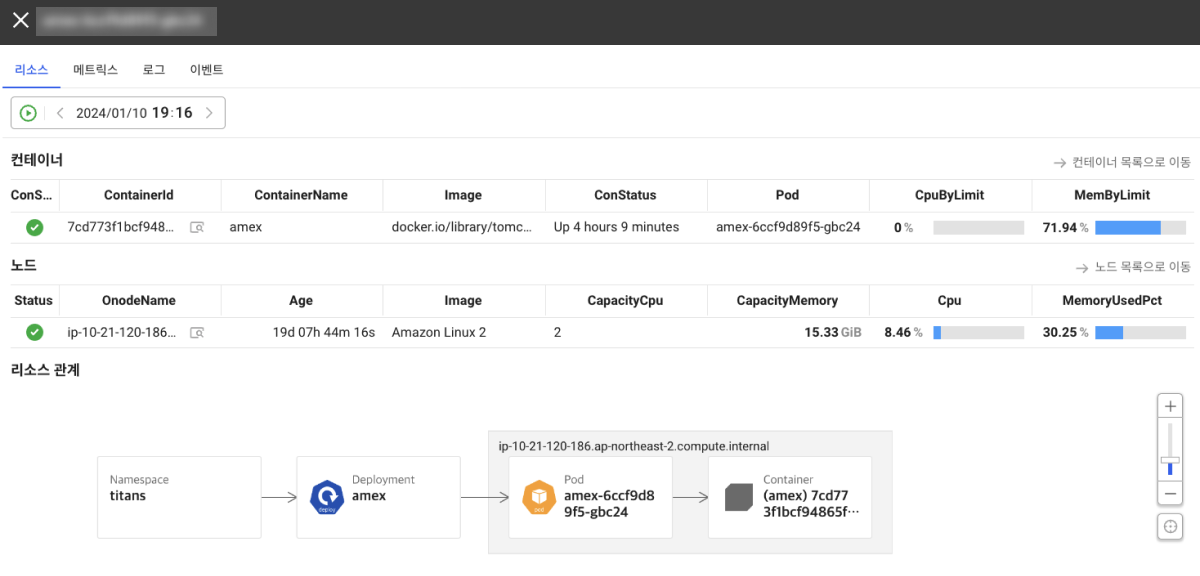 리소스 메트릭스 로그 이벤트
2024/01/10 19:16
컨테이너
컨테이너 목록으로 이동
ConS... ContainerId ContainerName Image ConStatus Pod CpuByLimit MemByLimit
7cd773f1bcf948... amex docker.io/library/tomc... Up 4 hours 9 minutes amex-6ccf9d89f5-gbc24 0 % 71.94 %
노드
노드 목록으로 이동
Status OnodeName Age Image CapacityCpu CapacityMemory Cpu MemoryUsedPct
ip-10-21-120-186... 19d 07h 44m 16s Amazon Linux 2 2 15.33 GiB 8.46 % 30.25 %
리소스 관계
ip-10-21-120-186.ap-northeast-2.compute.internal
Namespace
titans
deploy
Deployment
amex
pod
Pod
amex-6ccf9d8
9f5-gbc24
Container
(amex) 7cd77
3f1bcf94865f···